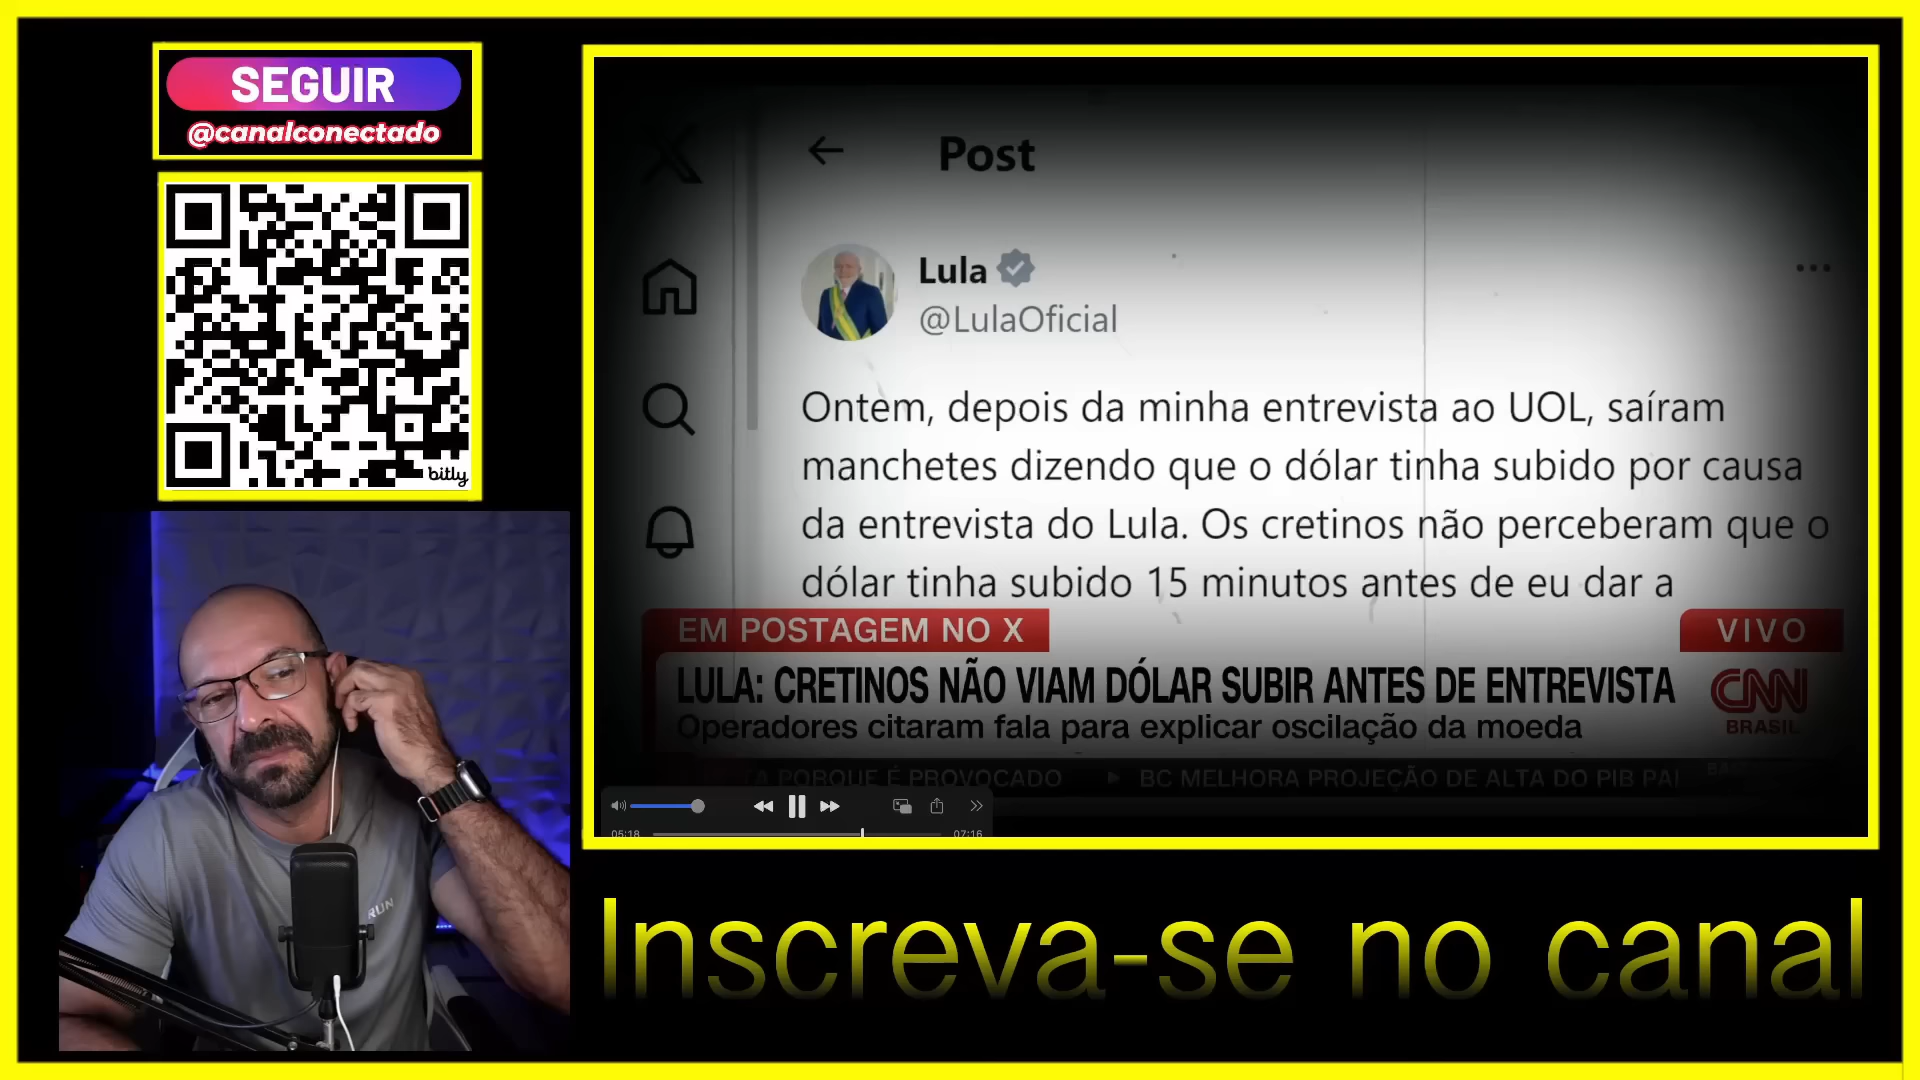 SEGUIR
@canalconectado
bitly
RUN
Post
Lula
@LulaOficial
Ontem, depois da minha entrevista ao UOL, saíram
manchetes dizendo que o dólar tinha subido por causa
da entrevista do Lula. Os cretinos não perceberam que o
dólar tinha subido 15 minutos antes de eu dar a
EM POSTAGEM NO X
VIVO
LULA: CRETINOS NÃO VIAM DÓLAR SUBIR ANTES DE ENTREVISTA
Operadores citaram fala para explicar oscilação da moeda
CNN
BRASIL
TA PORQUE É PROVOCADO ▸ BC MELHORA PROJEÇÃO DE ALTA DO PIB PA
05:18
07:16
Inscreva-se no canal